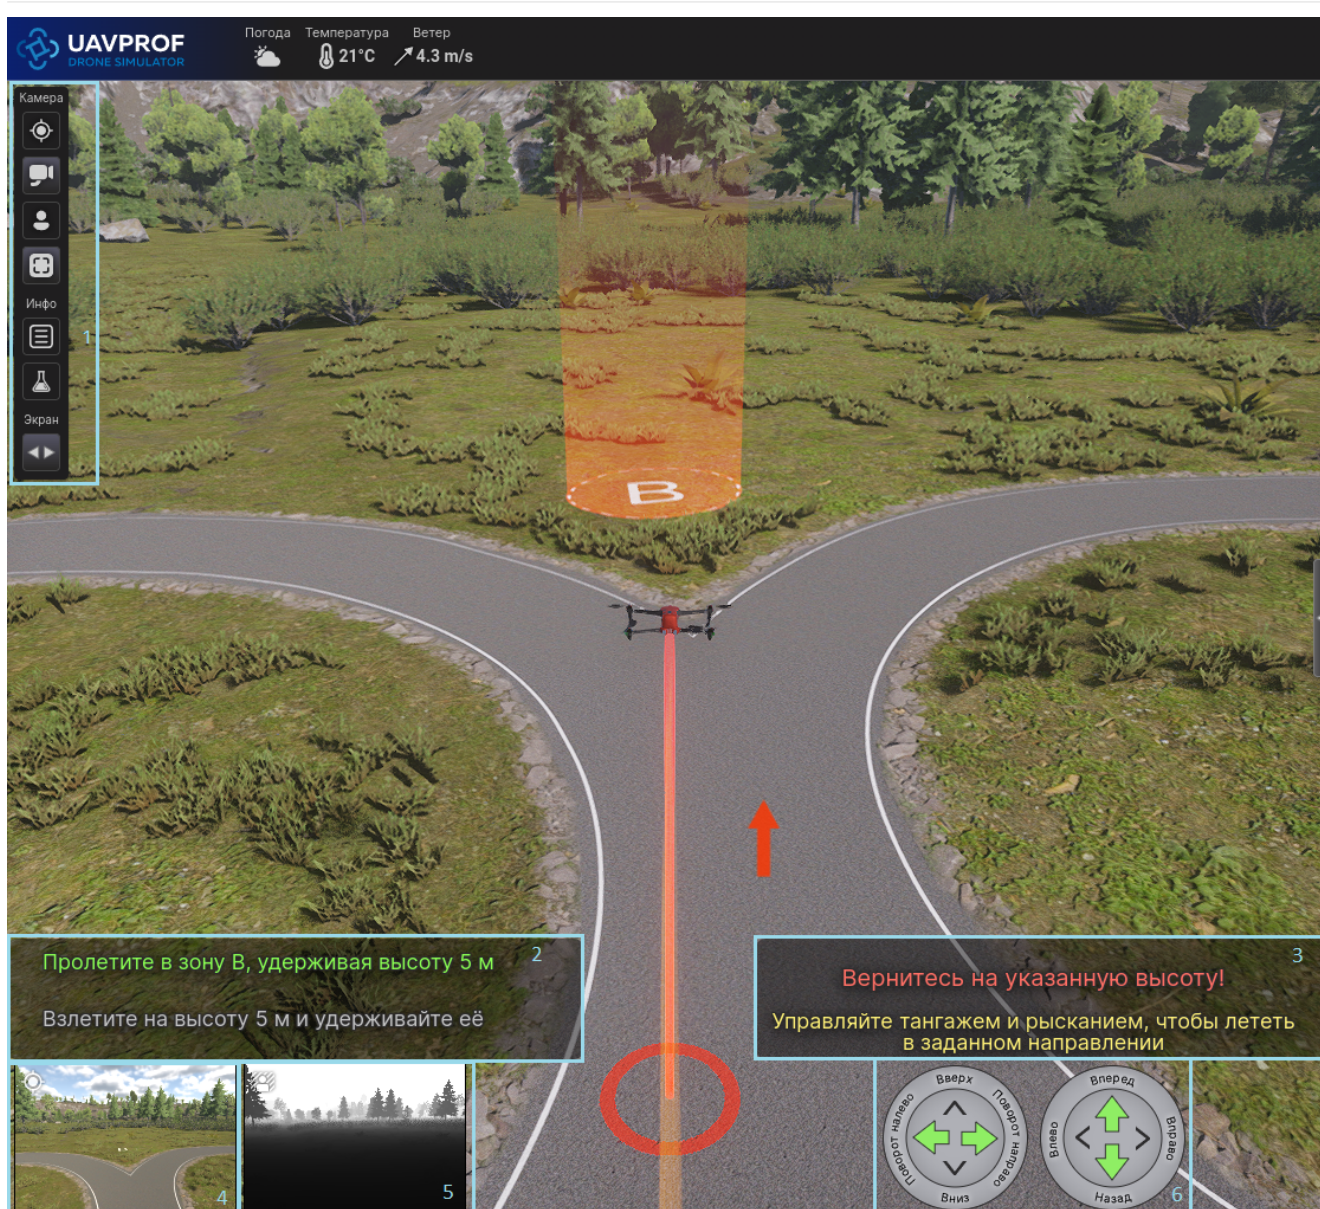 UAVPROF
DRONE SIMULATOR
Погода
Температура
21°C
Ветер
4.3 m/s
Камера
Инфо
1
Экран
B
Пролетите в зону B, удерживая высоту 5 м
2
Взлетите на высоту 5 м и удерживайте её
3
Вернитесь на указанную высоту!
Управляйте тангажем и рысканием, чтобы лететь
в заданном направлении
4
5
Вверх
Поворот налево
Поворот направо
Вниз
Вперед
Влево
Вправо
Назад
6